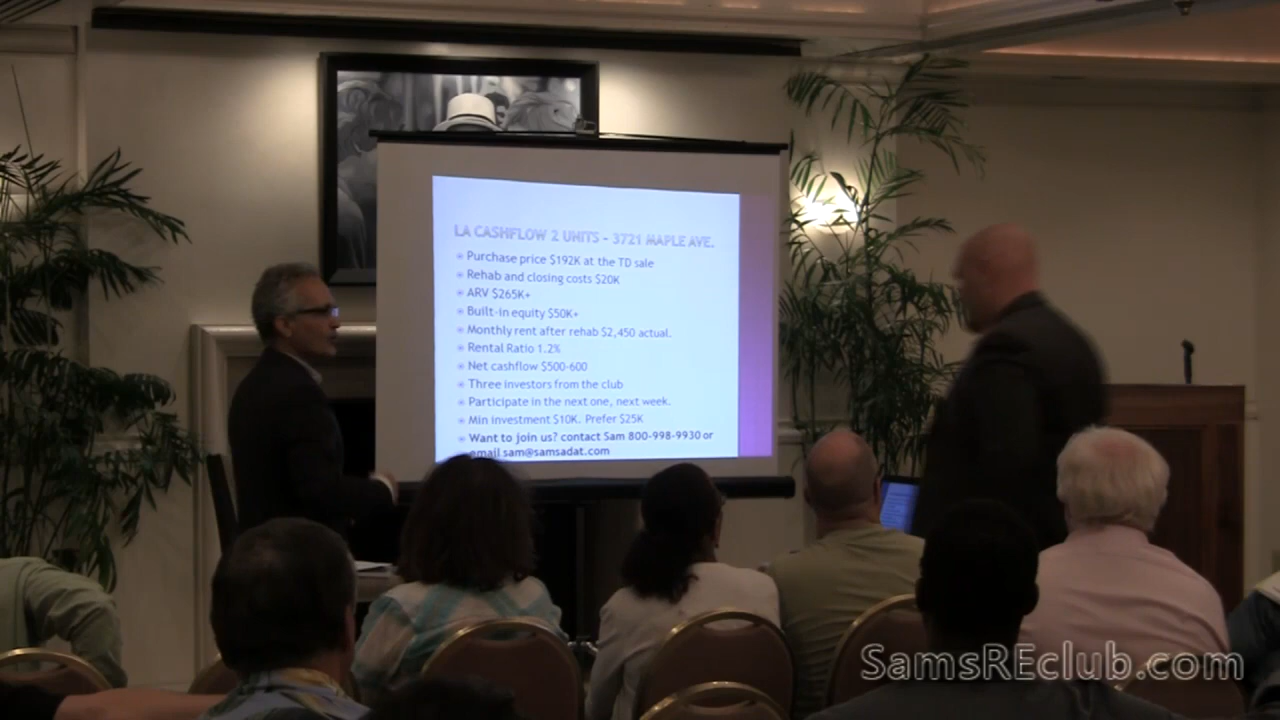 LA CASHFLOW 2 UNITS - 3721 MAPLE AVE.
Purchase price $192K at the TD sale
Rehab and closing costs $20K
ARV $265K+
Built-in equity $50K+
Monthly rent after rehab $2,450 actual.
Rental Ratio 1.2%
Net cashflow $500-600
Three investors from the club
Participate in the next one, next week.
Min investment $10K. Prefer $25K
Want to join us? contact Sam 800-998-9930 or
email sam@samsadat.com
SamsREclub.com